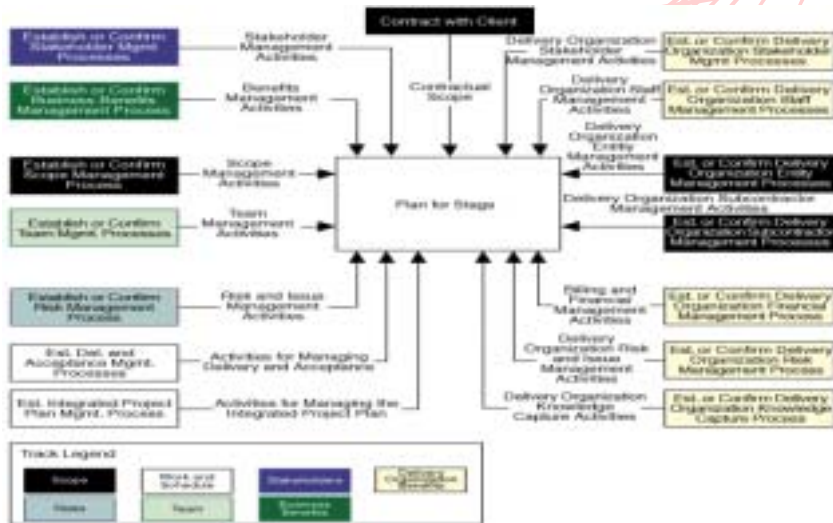 Contract with Client
Establish or Confirm
Stakeholder Mgmt
Processes
Stakeholder
Management
Activities
Delivery Organization
Stakeholder
Management Activities
Est. or Confirm Delivery
Organization Stakeholder
Mgmt Processes
Establish or Confirm
Business Benefits
Management Process
Benefits
Management
Activities
Contractual
Scope
Delivery
Organization Staff
Management
Activities
Est. or Confirm Delivery
Organization Staff
Management Processes
Delivery
Organization
Entity
Management
Activities
Establish or Confirm
Scope Management
Process
Scope
Management
Activities
Est. or Confirm Delivery
Organization Entity
Management Processes
Plan for Stage
Delivery Organization Subcontractor
Management Activities
Establish or Confirm
Team Mgmt. Processes
Team
Management
Activities
Est. or Confirm Delivery
Organization Subcontractor
Management Processes
Establish or Confirm
Risk Management
Process
Risk and Issue
Management
Activities
Billing and
Financial
Management
Activities
Est. or Confirm Delivery
Organization Financial
Management Process
Est. Del. and
Acceptance Mgmt.
Processes
Activities for Managing
Delivery and Acceptance
Delivery
Organization Risk
and Issue
Management
Activities
Est. or Confirm Delivery
Organization Risk
Management Process
Est. Integrated Project
Plan Mgmt. Process
Activities for Managing the
Integrated Project Plan
Delivery Organization
Knowledge
Capture Activities
Est. or Confirm Delivery
Organization Knowledge
Capture Process
Track Legend
Scope
Work and
Schedule
Stakeholders
Delivery
Organization
Benefits
Team
Business
Benefits